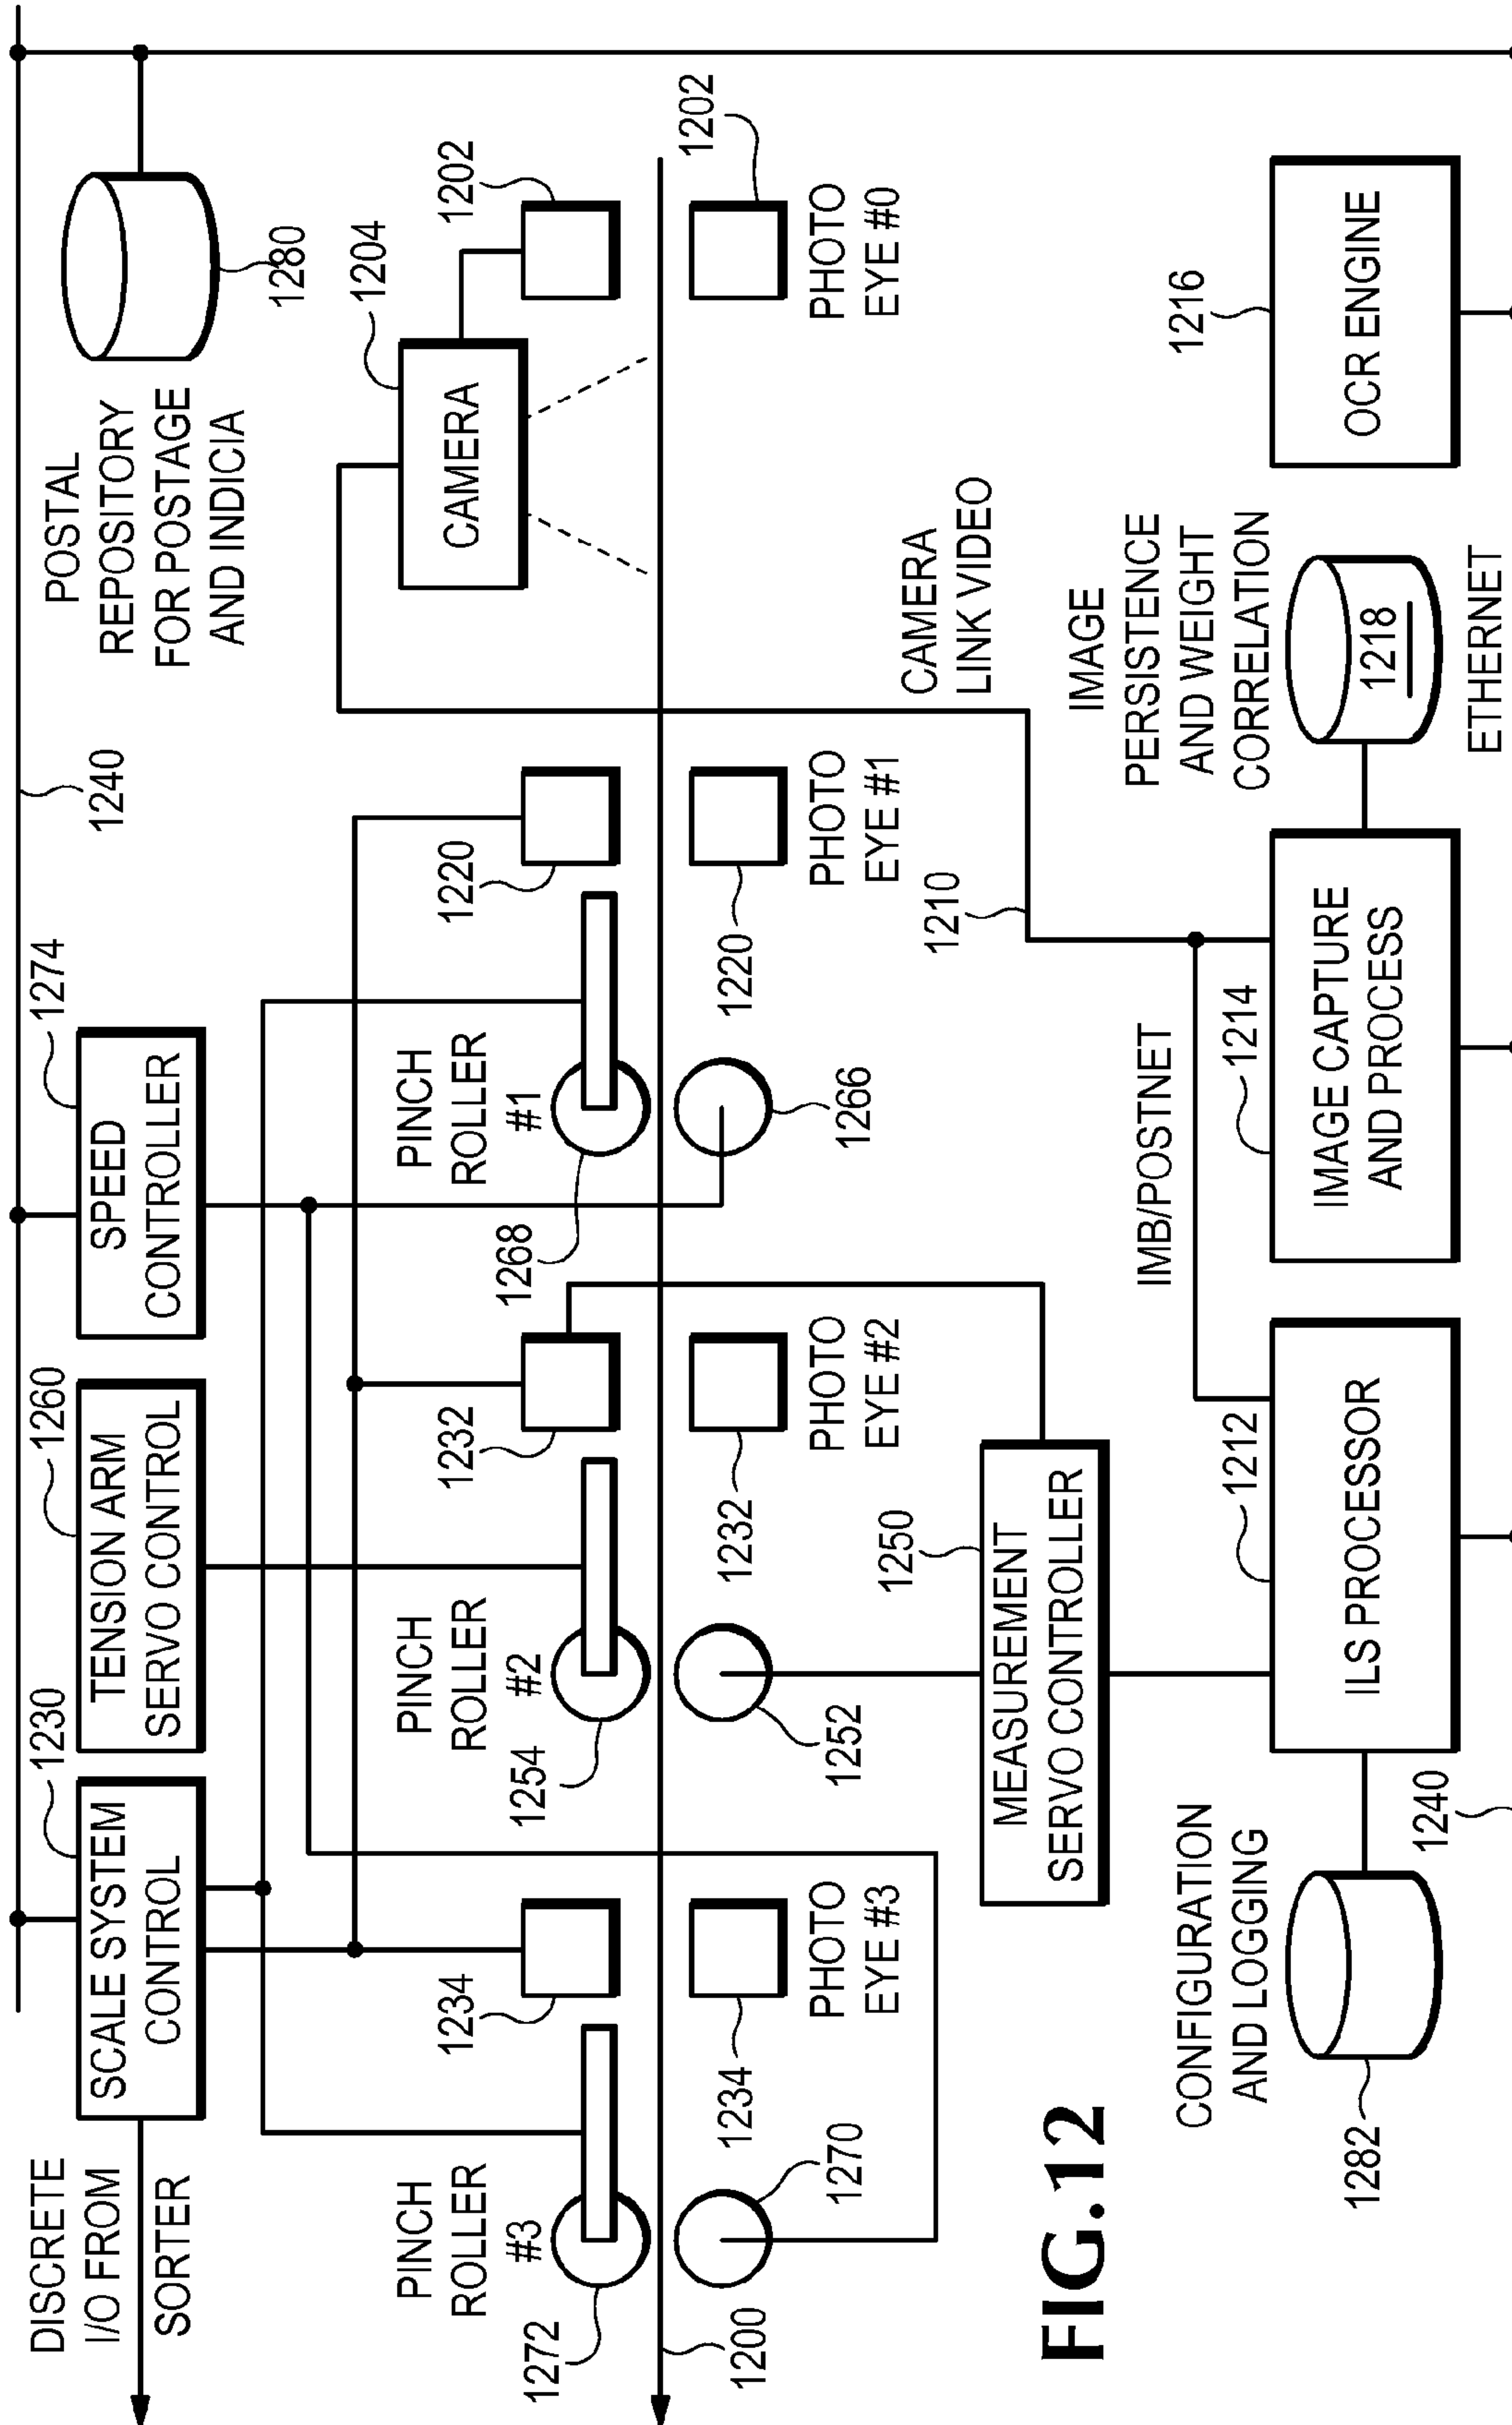 DISCRETE
I/O FROM
SORTER
SCALE SYSTEM
CONTROL
1230
TENSION ARM
SERVO CONTROL
1260
SPEED
CONTROLLER
1274
1240
POSTAL
REPOSITORY
FOR POSTAGE
AND INDICIA
1280
PINCH
ROLLER
#3
1272
1234
PINCH
ROLLER
#2
1254
1232
PINCH
ROLLER
#1
1268
1220
CAMERA
1204
1202
1200
1270
1234
PHOTO
EYE #3
1252
1232
PHOTO
EYE #2
1266
1220
PHOTO
EYE #1
1202
PHOTO
EYE #0
MEASUREMENT
SERVO CONTROLLER
1250
1210
CAMERA
LINK VIDEO
FIG.12
CONFIGURATION
AND LOGGING
1282
1240
ILS PROCESSOR
1212
IMB/POSTNET
IMAGE CAPTURE
AND PROCESS
1214
IMAGE
PERSISTENCE
AND WEIGHT
CORRELATION
1218
ETHERNET
OCR ENGINE
1216